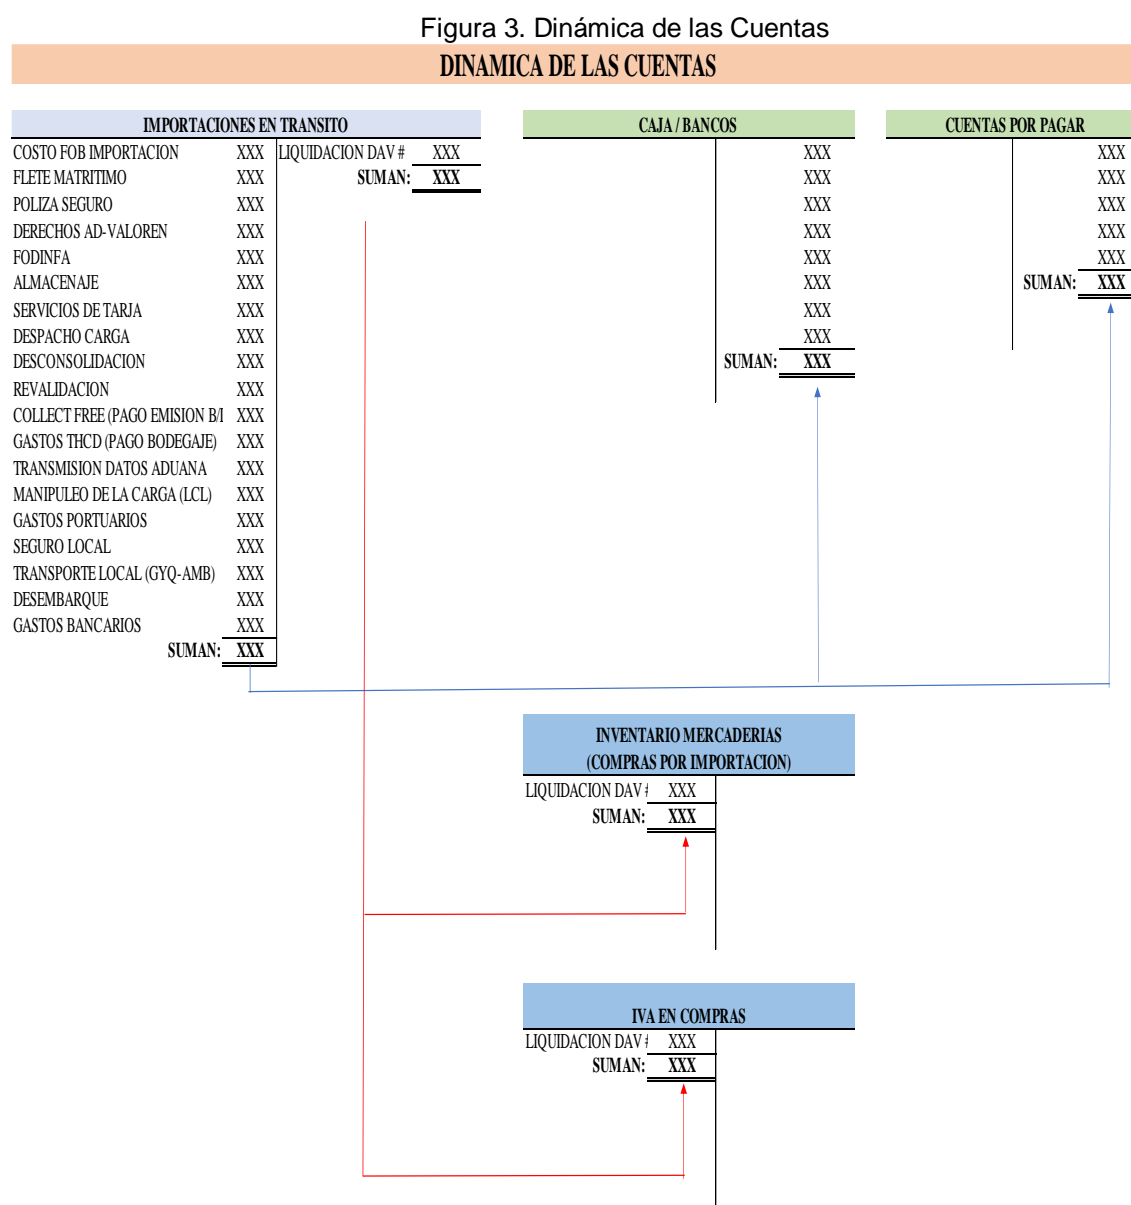 Figura 3. Dinámica de las Cuentas
DINAMICA DE LAS CUENTAS
IMPORTACIONES EN TRANSITO
COSTO FOB IMPORTACION XXX LIQUIDACION DAV # XXX
FLETE MATRITIMO XXX SUMAN: XXX
POLIZA SEGURO XXX
DERECHOS AD-VALOREN XXX
FODINFA XXX
ALMACENAJE XXX
SERVICIOS DE TARJA XXX
DESPACHO CARGA XXX
DESCONSOLIDACION XXX
REVALIDACION XXX
COLLECT FREE (PAGO EMISION B/l XXX
GASTOS THCD (PAGO BODEGAJE) XXX
TRANSMISION DATOS ADUANA XXX
MANIPULEO DE LA CARGA (LCL) XXX
GASTOS PORTUARIOS XXX
SEGURO LOCAL XXX
TRANSPORTE LOCAL (GYQ-AMB) XXX
DESEMBARQUE XXX
GASTOS BANCARIOS XXX
SUMAN: XXX
CAJA / BANCOS
XXX
XXX
XXX
XXX
XXX
XXX
XXX
XXX
SUMAN: XXX
CUENTAS POR PAGAR
XXX
XXX
XXX
XXX
XXX
SUMAN: XXX
INVENTARIO MERCADERIAS
(COMPRAS POR IMPORTACION)
LIQUIDACION DAV # XXX
SUMAN: XXX
IVA EN COMPRAS
LIQUIDACION DAV # XXX
SUMAN: XXX